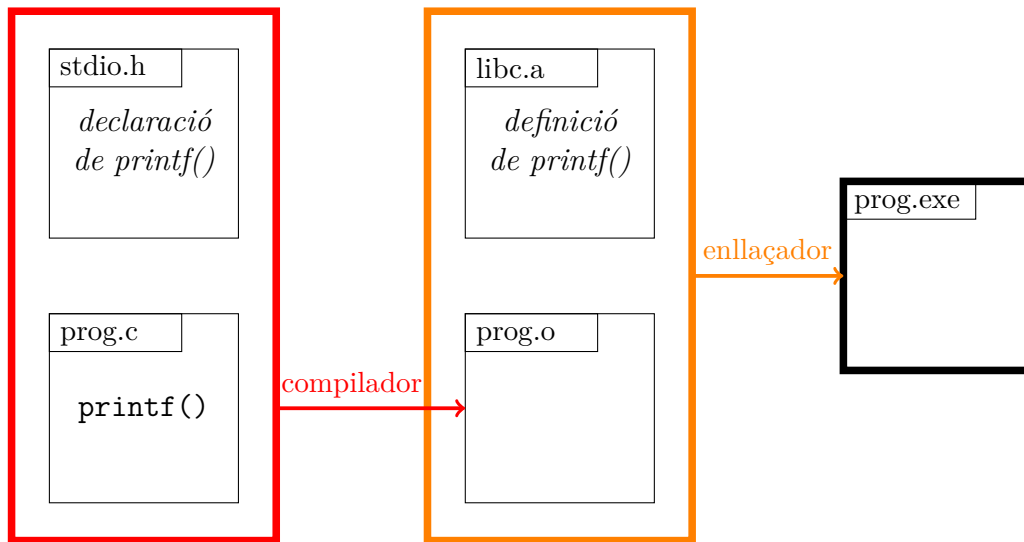 stdio.h
declaració
de printf()
prog.c
printf()
compilador
libc.a
definició
de printf()
prog.o
enllaçador
prog.exe